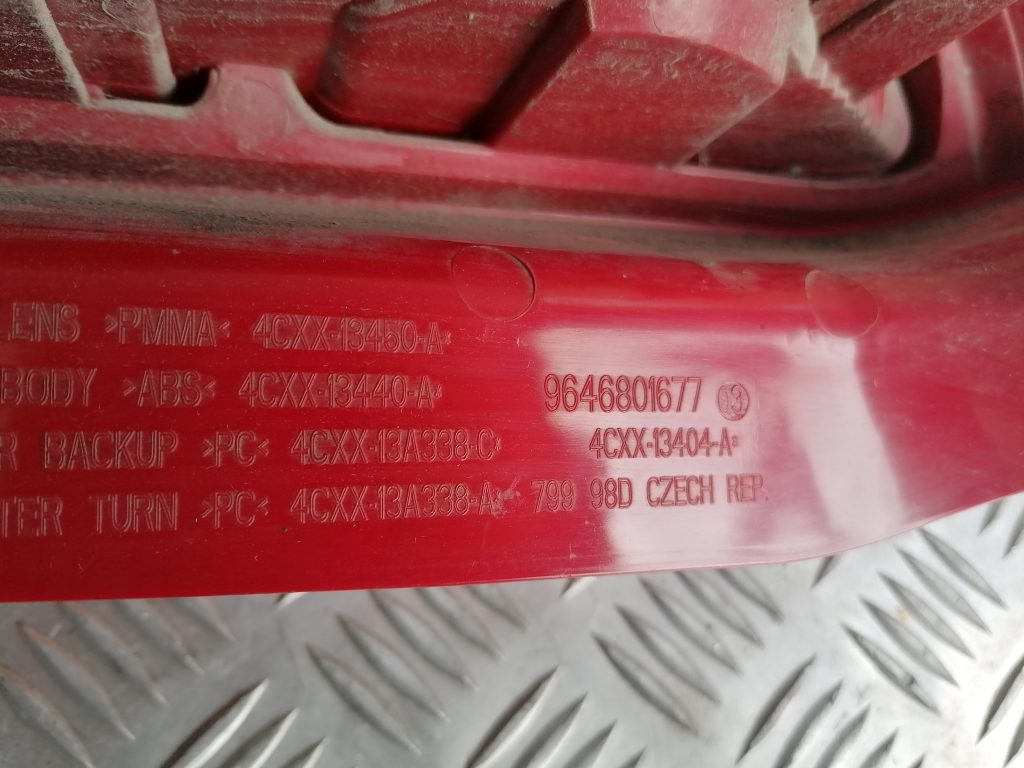 LENS >PMMA< 4CXX-13450-A
BODY >ABS< 4CXX-13440-A 9646801677 03
R BACKUP >PC< 4CXX-13A338-C 4CXX-13404-A
TER TURN >PC< 4CXX-13A338-A 799 98D CZECH REP.